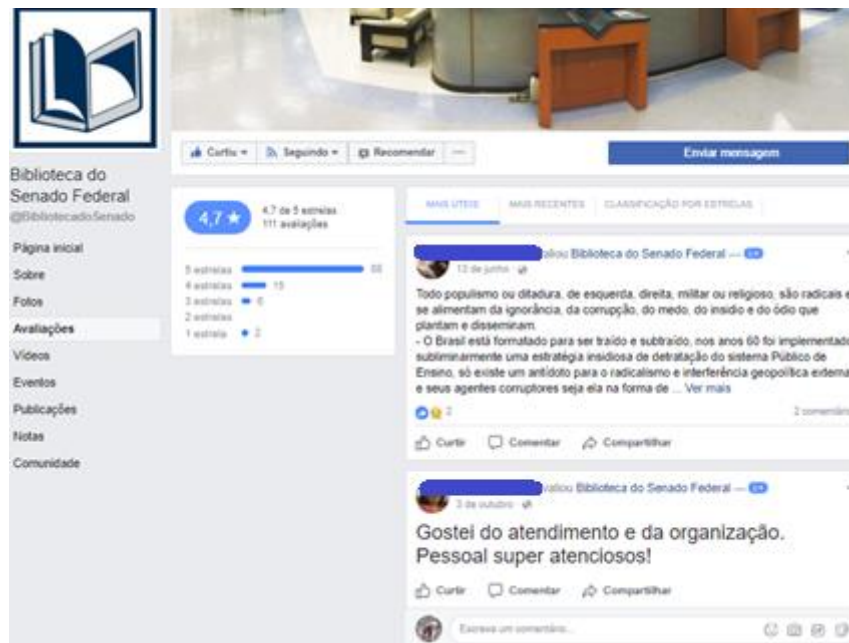 Curtiu
Seguindo
Recomendar
Enviar mensagem
Biblioteca do
Senado Federal
@BibliotecadoSenado
Página inicial
Sobre
Fotos
Avaliações
Vídeos
Eventos
Publicações
Notas
Comunidade
4,7 ★
4,7 de 5 estrelas
111 avaliações
5 estrelas
4 estrelas 15
3 estrelas 6
2 estrelas
1 estrela 2
MAIS ÚTEIS MAIS RECENTES CLASSIFICAÇÃO POR ESTRELAS
avaliou Biblioteca do Senado Federal —
13 de junho
Todo populismo ou ditadura, de esquerda, direita, militar ou religioso, são radicais e
se alimentam da ignorância, da corrupção, do medo, do insidio e do ódio que
plantam e disseminam.
- O Brasil está formatado para ser traído e subtraído, nos anos 60 foi implementado
subliminarmente uma estratégia insidiosa de detratação do sistema Público de
Ensino, só existe um antídoto para o radicalismo e interferência geopolítica externa
e seus agentes corruptores seja ela na forma de ... Ver mais
2
2 comentários
Curtir Comentar Compartilhar
avaliou Biblioteca do Senado Federal —
3 de outubro
Gostei do atendimento e da organização.
Pessoal super atenciosos!
Curtir Comentar Compartilhar
Escreva um comentário...